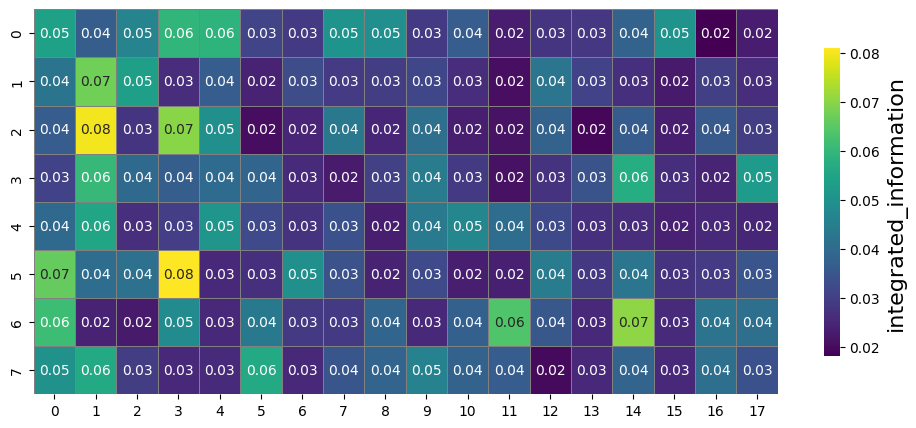 0 0.05 0.04 0.05 0.06 0.06 0.03 0.03 0.05 0.05 0.03 0.04 0.02 0.03 0.03 0.04 0.05 0.02 0.02
1 0.04 0.07 0.05 0.03 0.04 0.02 0.03 0.03 0.03 0.03 0.03 0.02 0.04 0.03 0.03 0.02 0.03 0.03
2 0.04 0.08 0.03 0.07 0.05 0.02 0.02 0.04 0.02 0.04 0.02 0.02 0.04 0.02 0.04 0.02 0.04 0.03
3 0.03 0.06 0.04 0.04 0.04 0.04 0.03 0.02 0.03 0.04 0.03 0.02 0.03 0.03 0.06 0.03 0.02 0.05
4 0.04 0.06 0.03 0.03 0.05 0.03 0.03 0.03 0.02 0.04 0.05 0.04 0.03 0.03 0.03 0.02 0.03 0.02
5 0.07 0.04 0.04 0.08 0.03 0.03 0.05 0.03 0.02 0.03 0.02 0.02 0.04 0.03 0.04 0.03 0.03 0.03
6 0.06 0.02 0.02 0.05 0.03 0.04 0.03 0.03 0.04 0.03 0.04 0.06 0.04 0.03 0.07 0.03 0.04 0.04
7 0.05 0.06 0.03 0.03 0.03 0.06 0.03 0.04 0.04 0.05 0.04 0.04 0.02 0.03 0.04 0.03 0.04 0.03
0 1 2 3 4 5 6 7 8 9 10 11 12 13 14 15 16 17
0.08
0.07
0.06
0.05
0.04
0.03
0.02
integrated_information